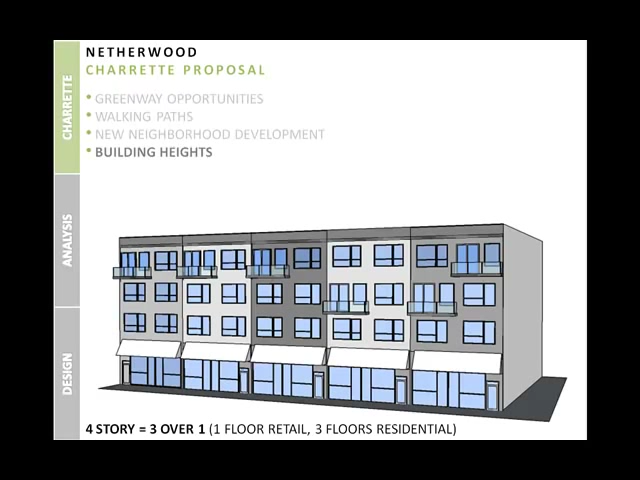 NETHERWOOD
CHARRETTE PROPOSAL
• GREENWAY OPPORTUNITIES
• WALKING PATHS
• NEW NEIGHBORHOOD DEVELOPMENT
• BUILDING HEIGHTS
CHARRETTE
ANALYSIS
DESIGN
4 STORY = 3 OVER 1 (1 FLOOR RETAIL, 3 FLOORS RESIDENTIAL)